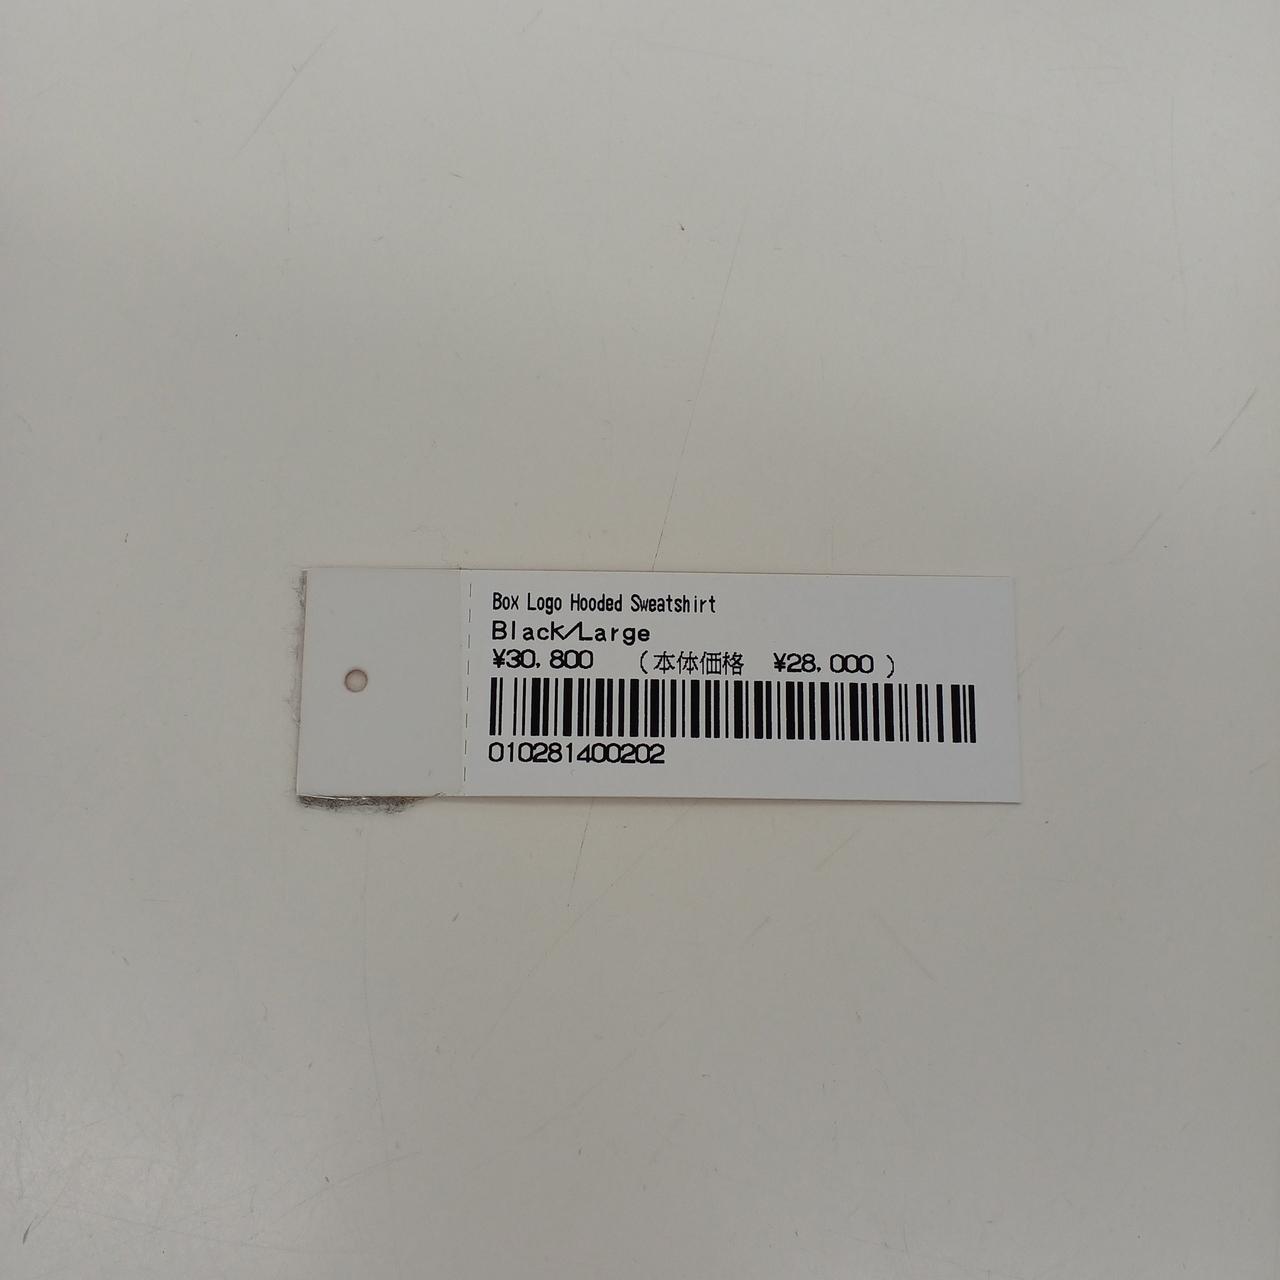 Box Logo Hooded Sweatshirt
Black/Large
¥30,800 (本体価格 ¥28,000 )
010281400202